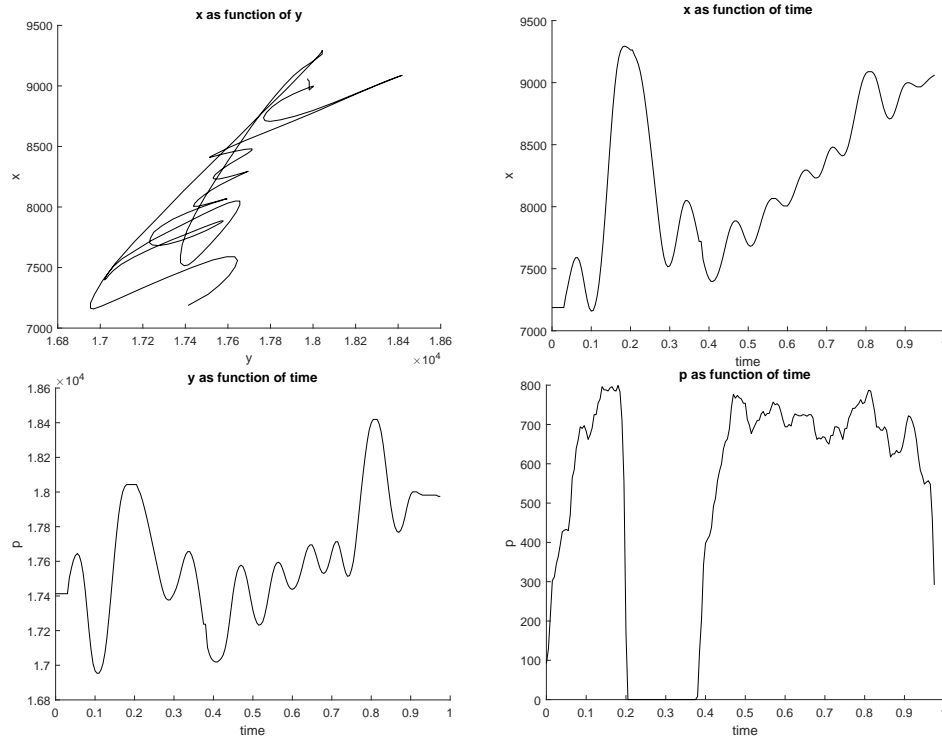 x as function of y
9500
9000
8500
8000
7500
7000
x
1.68 1.7 1.72 1.74 1.76 1.78 1.8 1.82 1.84 1.86
y
×10⁴
x as function of time
9500
9000
8500
8000
7500
7000
x
0 0.1 0.2 0.3 0.4 0.5 0.6 0.7 0.8 0.9 1
time
y as function of time
×10⁴
1.86
1.84
1.82
1.8
1.78
1.76
1.74
1.72
1.7
1.68
p
0 0.1 0.2 0.3 0.4 0.5 0.6 0.7 0.8 0.9 1
time
p as function of time
800
700
600
500
400
300
200
100
0
p
0 0.1 0.2 0.3 0.4 0.5 0.6 0.7 0.8 0.9
time